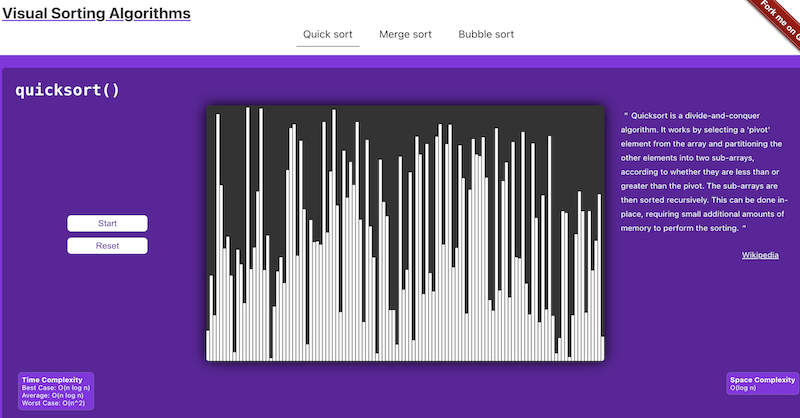 Visual Sorting Algorithms
Fork me on G
Quick sort Merge sort Bubble sort
quicksort()
" Quicksort is a divide-and-conquer
algorithm. It works by selecting a 'pivot'
element from the array and partitioning the
other elements into two sub-arrays,
according to whether they are less than or
greater than the pivot. The sub-arrays are
then sorted recursively. This can be done in-
place, requiring small additional amounts of
memory to perform the sorting. "
Wikipedia
Start
Reset
Time Complexity
Best Case: O(n log n)
Average: O(n log n)
Worst Case: O(n^2)
Space Complexity
O(log n)